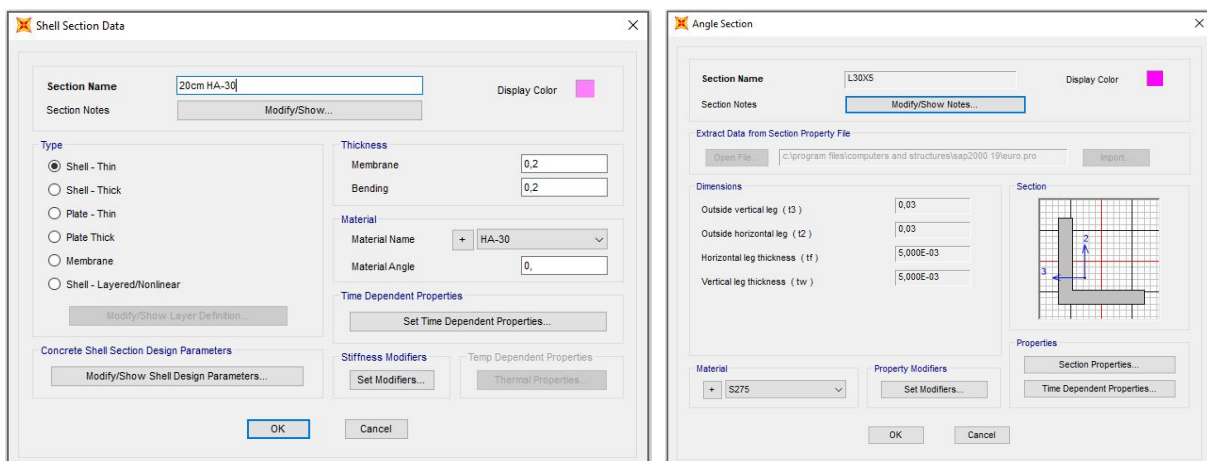 Shell Section Data
Section Name 20cm HA-30 Display Color
Section Notes Modify/Show...
Type
Shell - Thin
Shell - Thick
Plate - Thin
Plate Thick
Membrane
Shell - Layered/Nonlinear
Modify/Show Layer Definition...
Concrete Shell Section Design Parameters
Modify/Show Shell Design Parameters...
Thickness
Membrane 0,2
Bending 0,2
Material
Material Name + HA-30
Material Angle 0,
Time Dependent Properties
Set Time Dependent Properties...
Stiffness Modifiers
Set Modifiers...
Temp Dependent Properties
Thermal Properties...
OK Cancel
Angle Section
Section Name L30X5 Display Color
Section Notes Modify/Show Notes...
Extract Data from Section Property File
Open File... c:\program files\computers and structures\sap2000 19\euro.pro Import...
Dimensions
Outside vertical leg ( t3 ) 0,03
Outside horizontal leg ( t2 ) 0,03
Horizontal leg thickness ( tf ) 5,000E-03
Vertical leg thickness ( tw ) 5,000E-03
Section
2
3
Material
+ S275
Property Modifiers
Set Modifiers...
Properties
Section Properties...
Time Dependent Properties...
OK Cancel